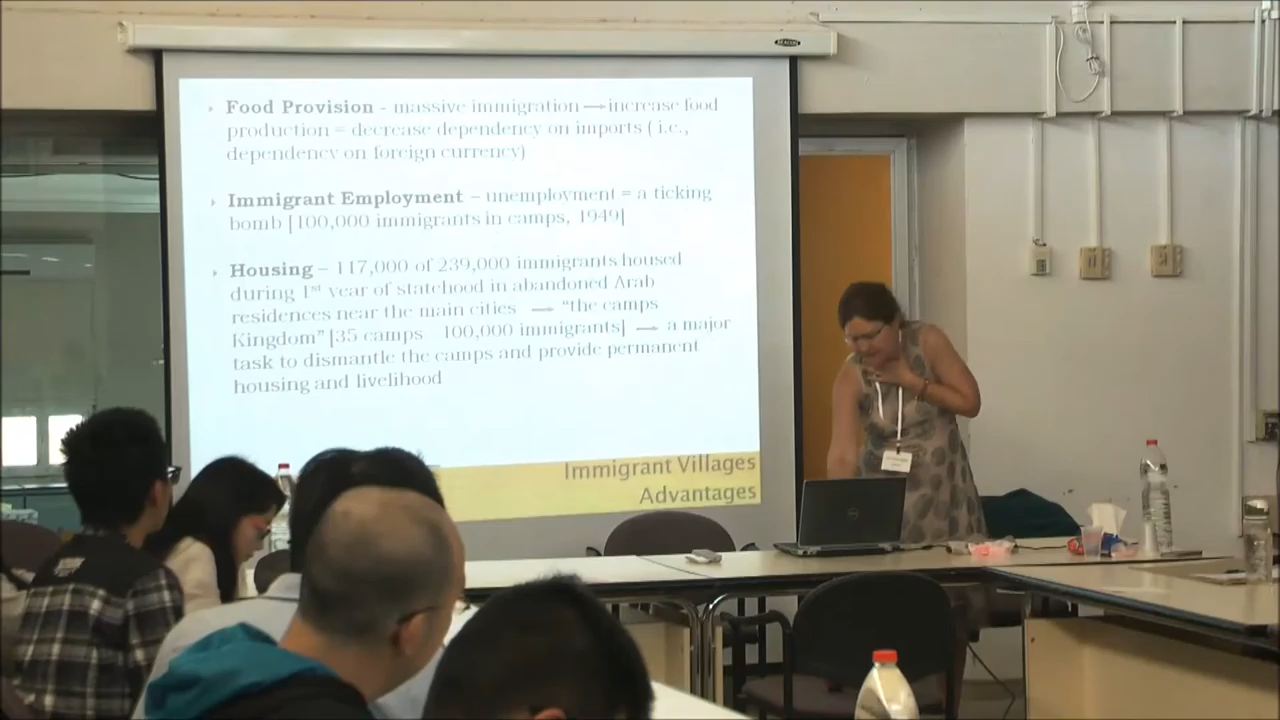 BEACON
Food Provision - massive immigration → increase food
production = decrease dependency on imports ( i.e.,
dependency on foreign currency)
Immigrant Employment – unemployment = a ticking
bomb [100,000 immigrants in camps, 1949]
Housing – 117,000 of 239,000 immigrants housed
during 1st year of statehood in abandoned Arab
residences near the main cities → “the camps
Kingdom” [35 camps 100,000 immigrants] → a major
task to dismantle the camps and provide permanent
housing and livelihood
Immigrant Villages
Advantages